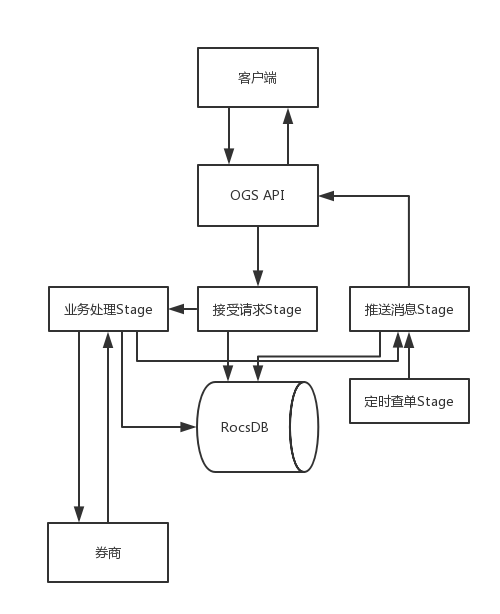 客户端
OGS API
业务处理Stage
接受请求Stage
推送消息Stage
定时查单Stage
RocsDB
券商